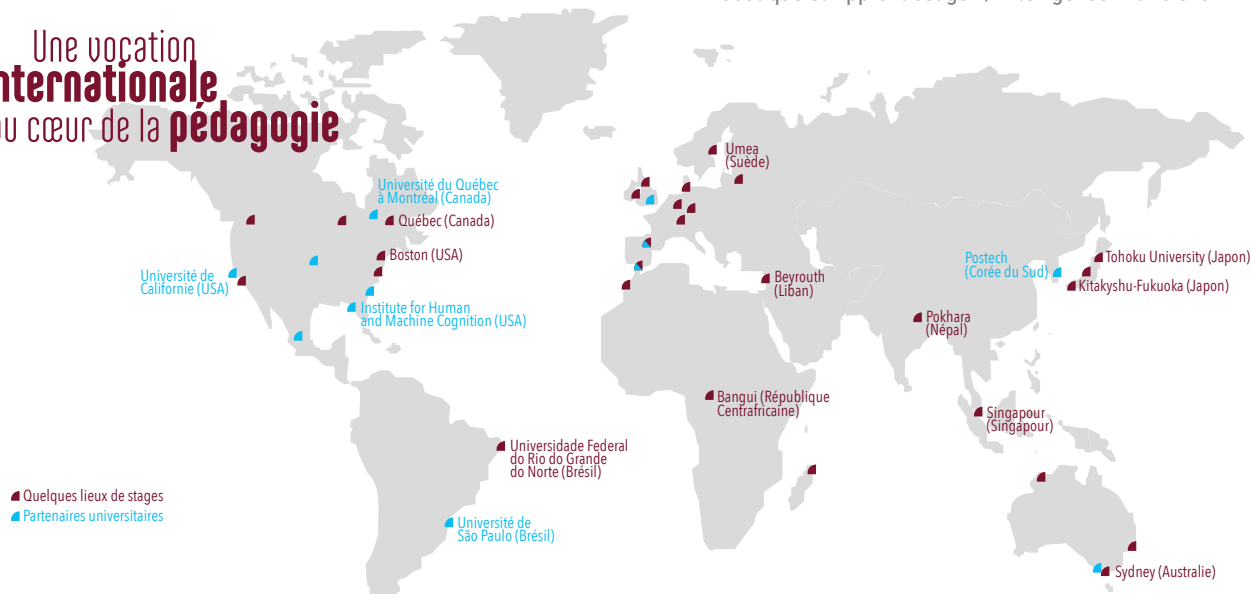 Une vocation
internationale
au cœur de la pédagogie
Université du Québec
à Montréal (Canada)
Québec (Canada)
Boston (USA)
Université de
Californie (USA)
Institute for Human
and Machine Cognition (USA)
Umea
(Suède)
Beyrouth
(Liban)
Postech
(Corée du Sud)
Tohoku University (Japon)
Kitakyshu-Fukuoka (Japon)
Pokhara
(Népal)
Bangui (République
Centrafricaine)
Singapour
(Singapour)
Universidade Federal
do Rio do Grande
do Norte (Brésil)
Université de
São Paulo (Brésil)
Sydney (Australie)
Quelques lieux de stages
Partenaires universitaires